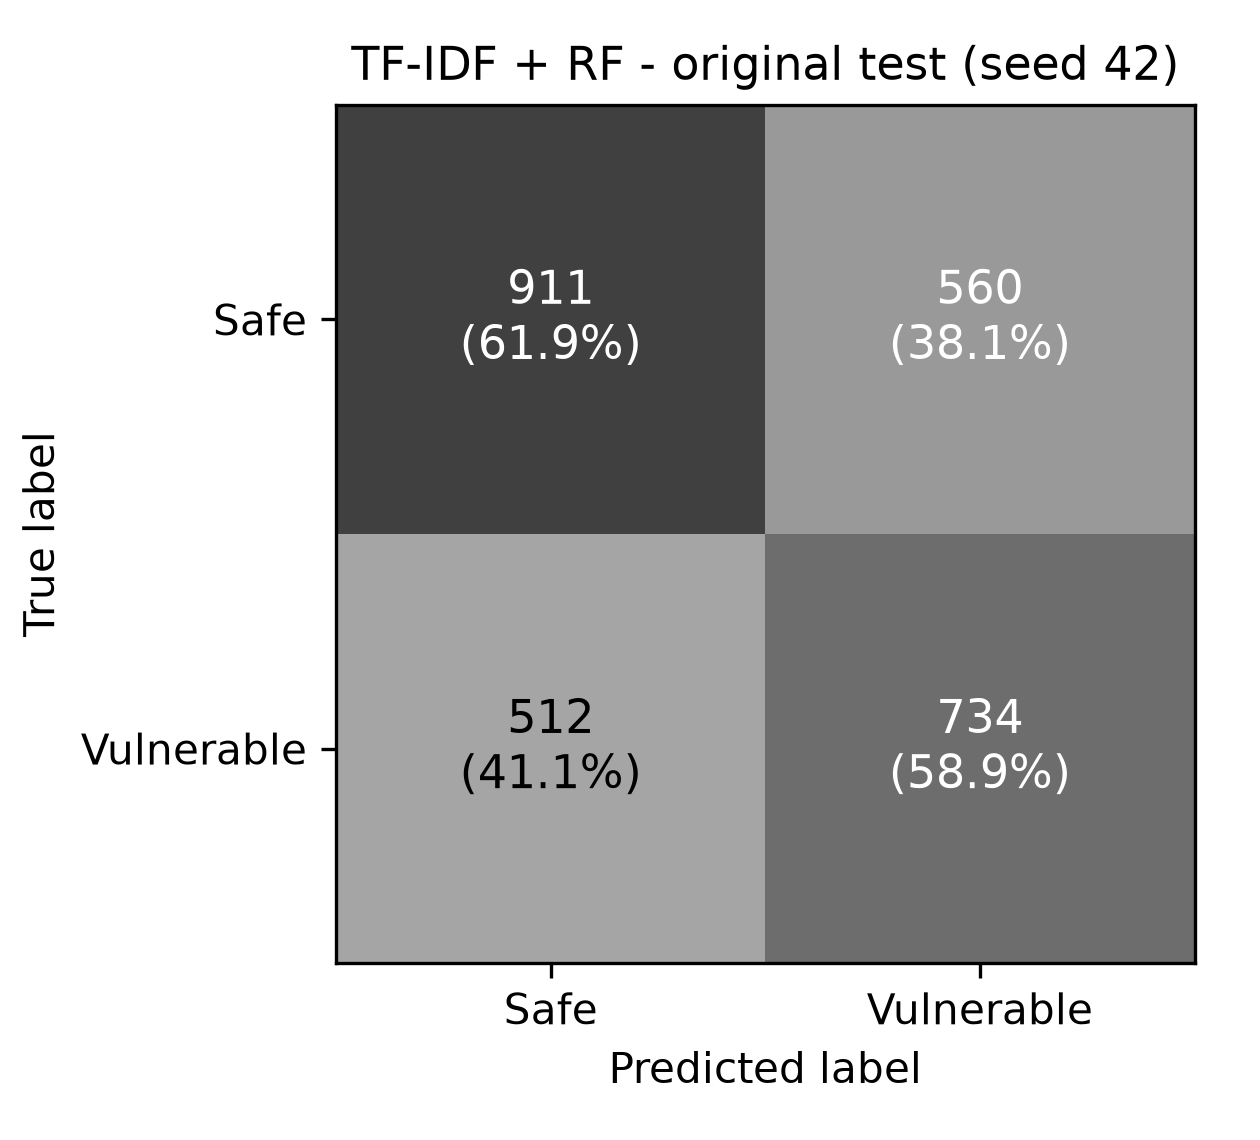 TF-IDF + RF - original test (seed 42)
911
(61.9%)
560
(38.1%)
Safe
True label
512
(41.1%)
734
(58.9%)
Vulnerable
Safe
Vulnerable
Predicted label